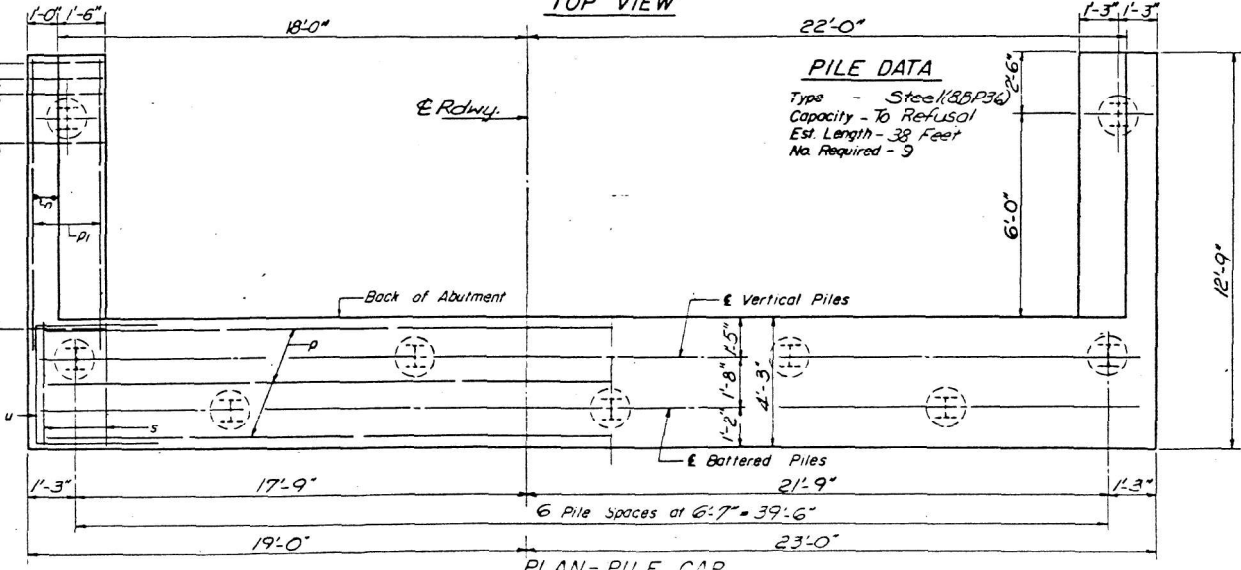 TOP VIEW
1'-0" 1'-6"
18'-0"
22'-0"
1'-3" 1'-3"
PILE DATA
Type - Steel (8BP36)
Capacity - To Refusal
Est. Length - 38 Feet
No. Required - 9
℄ Rdwy.
2'-6"
6'-0"
12'-9"
p1
Back of Abutment
℄ Vertical Piles
p
1'-5"
1'-8"
4'-3"
1'-2"
u
s
℄ Battered Piles
1'-3"
17'-9"
21'-9"
1'-3"
6 Pile Spaces at 6'-7" = 39'-6"
19'-0"
23'-0"
PLAN - PILE CAP